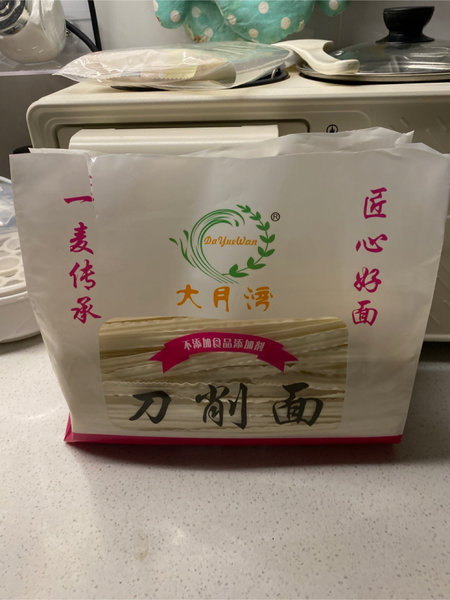 一麦传承
DaYueWan
®
大月湾
匠心好面
不添加食品添加剂
刀削面